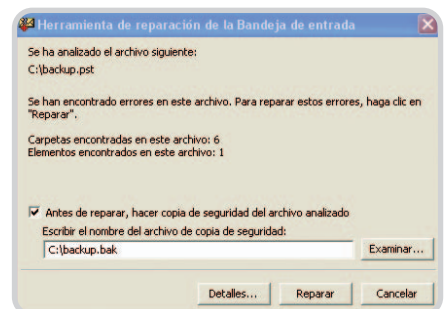 Herramienta de reparación de la Bandeja de entrada
Se ha analizado el archivo siguiente:
C:\backup.pst
Se han encontrado errores en este archivo. Para reparar estos errores, haga clic en
"Reparar".
Carpetas encontradas en este archivo: 6
Elementos encontrados en este archivo: 1
Antes de reparar, hacer copia de seguridad del archivo analizado
Escribir el nombre del archivo de copia de seguridad:
C:\backup.bak
Examinar...
Detalles...
Reparar
Cancelar